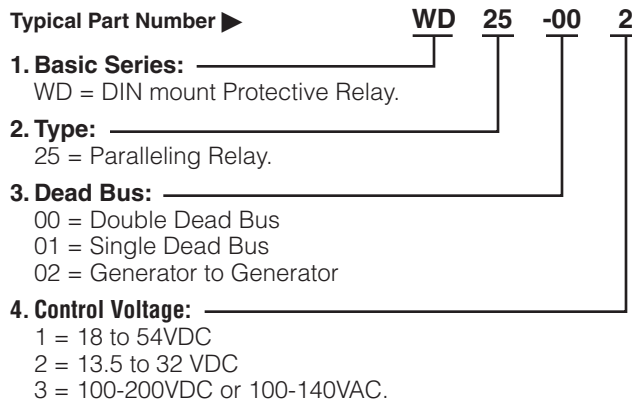 Typical Part Number ▶ WD 25 -00 2
1. Basic Series:
WD = DIN mount Protective Relay.
2. Type:
25 = Paralleling Relay.
3. Dead Bus:
00 = Double Dead Bus
01 = Single Dead Bus
02 = Generator to Generator
4. Control Voltage:
1 = 18 to 54VDC
2 = 13.5 to 32 VDC
3 = 100-200VDC or 100-140VAC.